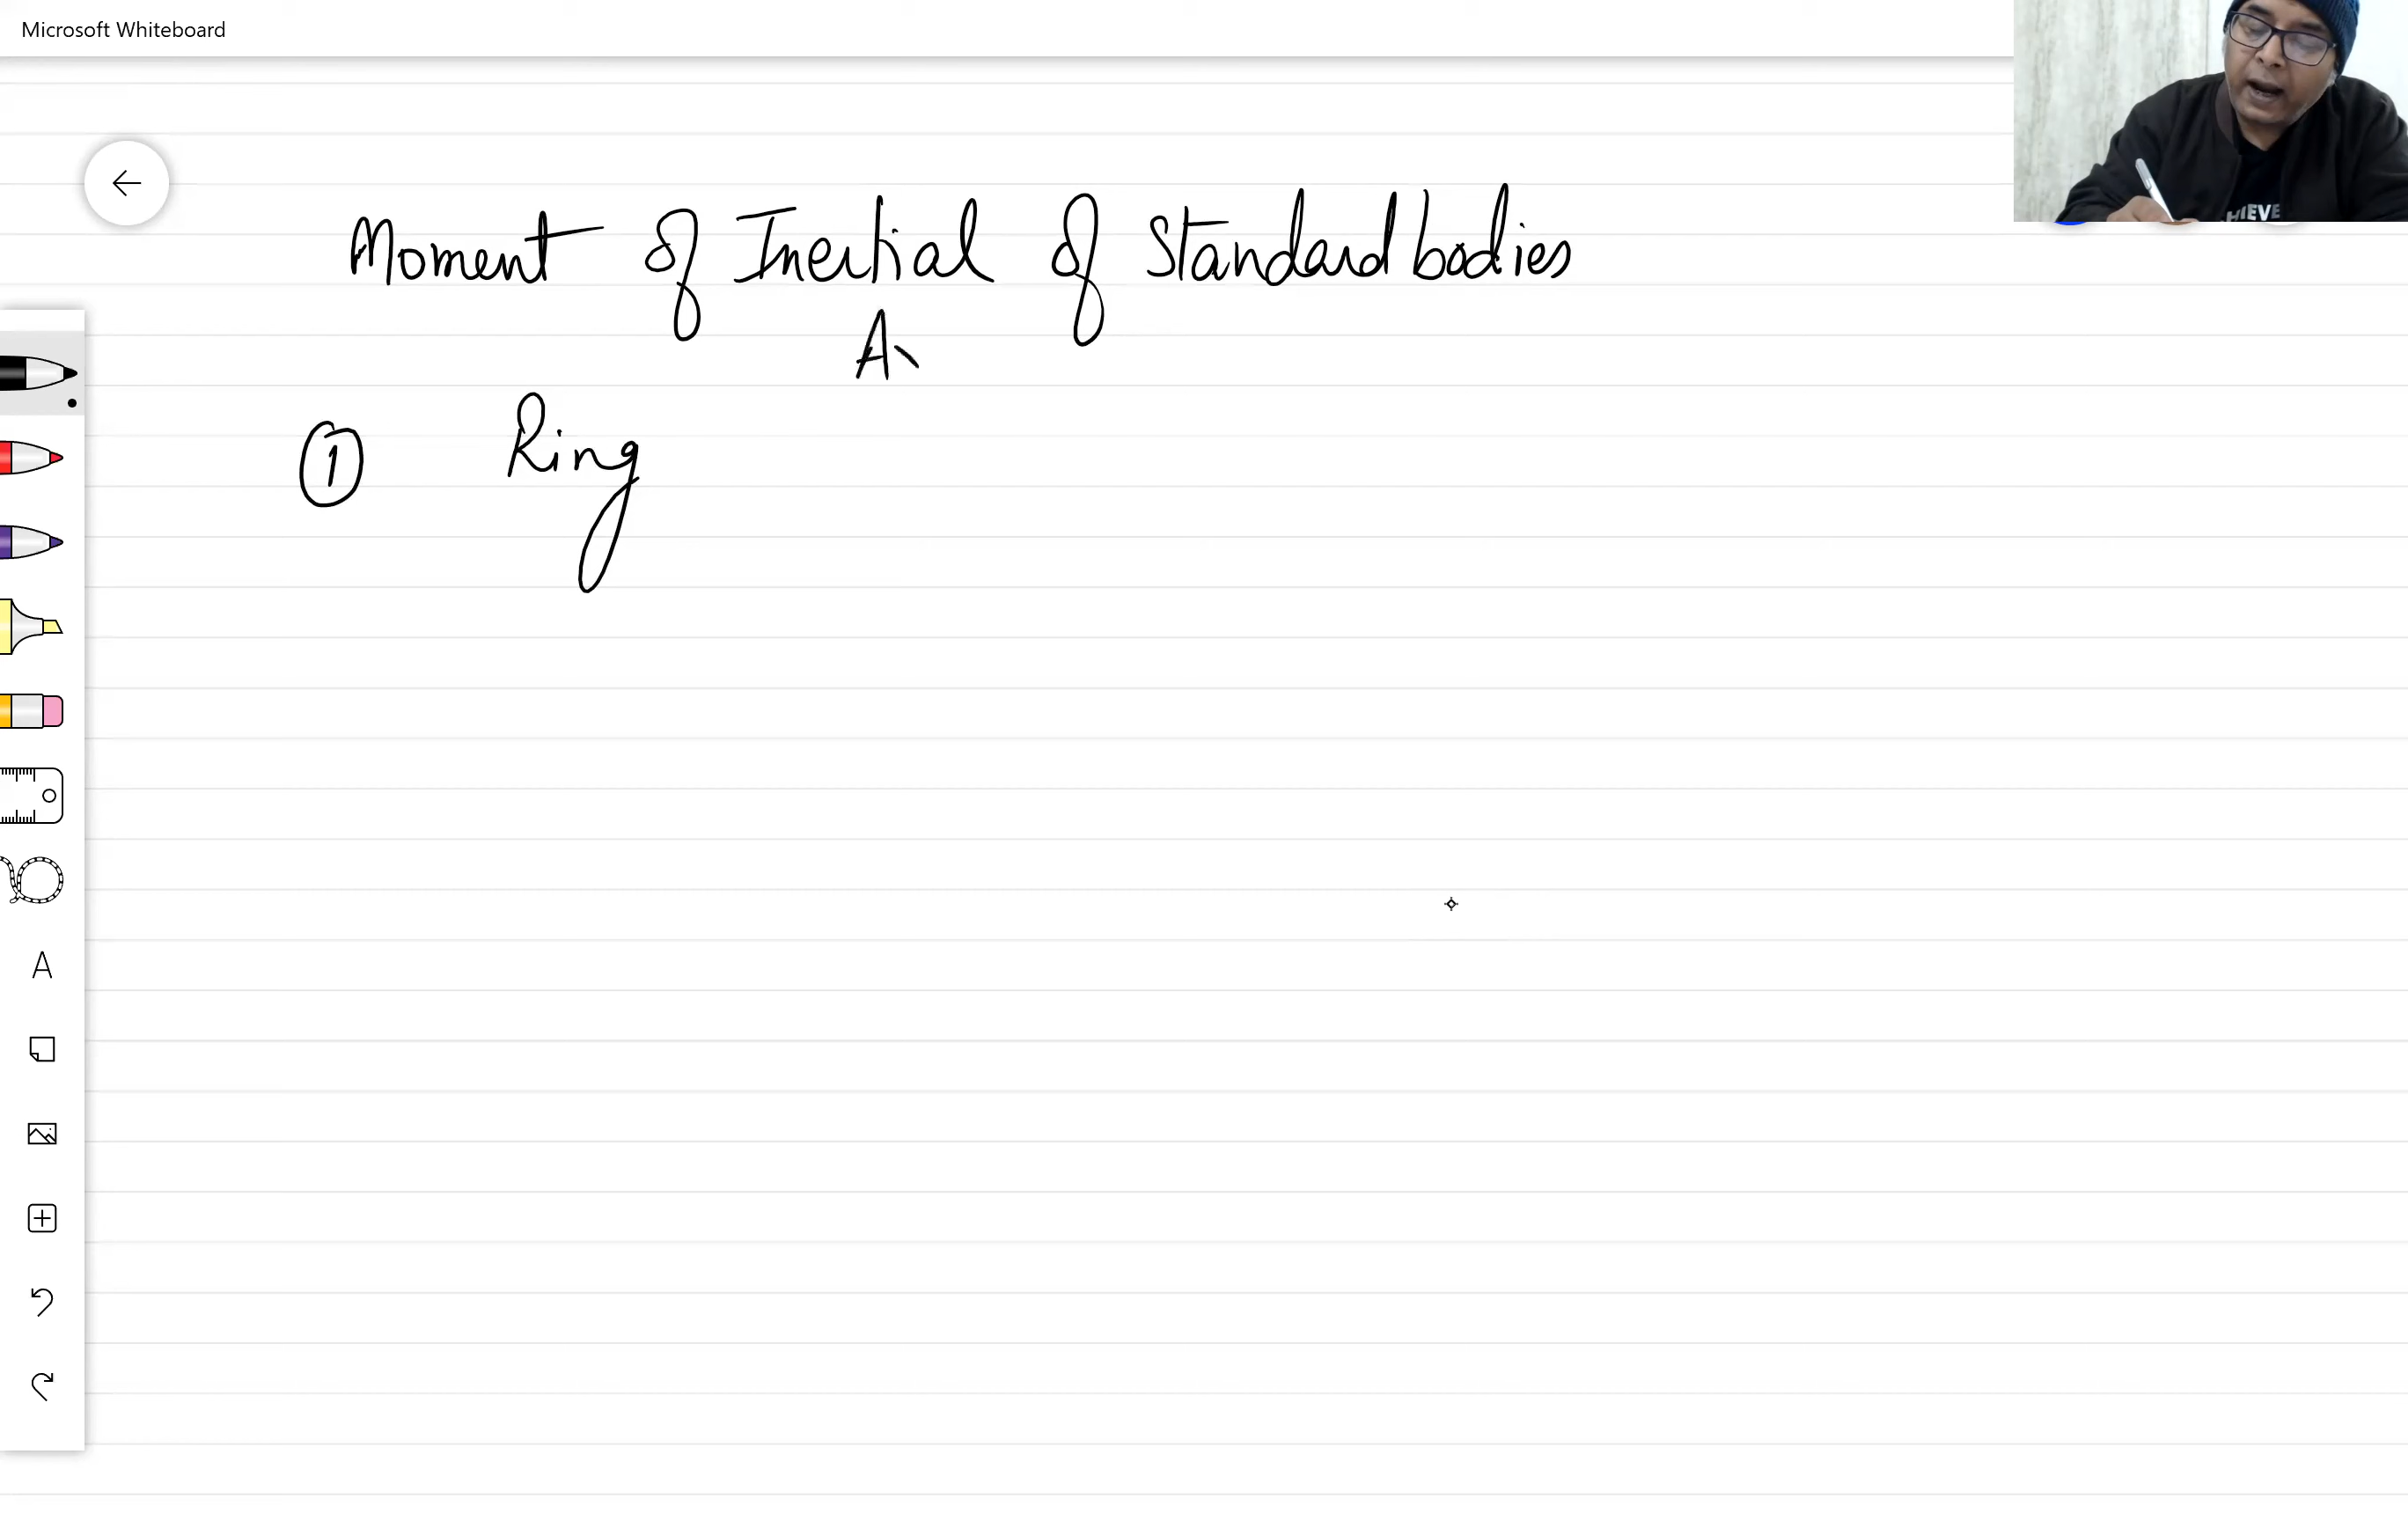 Microsoft Whiteboard
HIEVE
Moment of Inertial of Standard bodies
① Ring
A